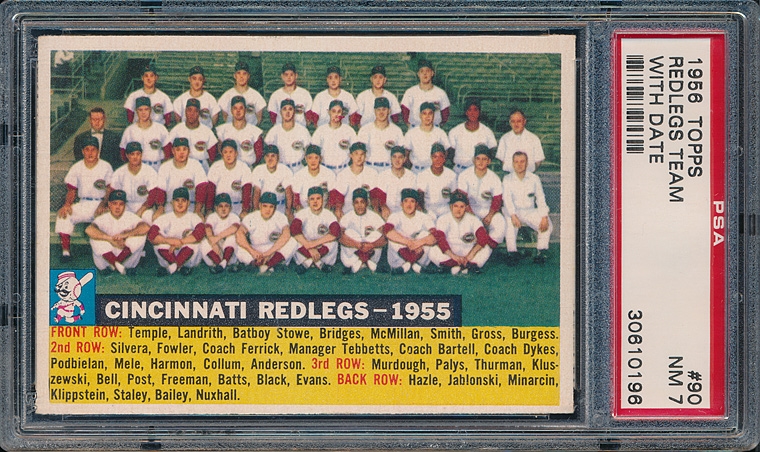 CINCINNATI REDLEGS – 1955
FRONT ROW: Temple, Landrith, Batboy Stowe, Bridges, McMillan, Smith, Gross, Burgess.
2nd ROW: Silvera, Fowler, Coach Ferrick, Manager Tebbetts, Coach Bartell, Coach Dykes,
Podbielan, Mele, Harmon, Collum, Anderson. 3rd ROW: Murdough, Palys, Thurman, Klus-
zewski, Bell, Post, Freeman, Batts, Black, Evans. BACK ROW: Hazle, Jablonski, Minarcin,
Klippstein, Staley, Bailey, Nuxhall.
1956 TOPPS
REDLEGS TEAM
WITH DATE
PSA
#90
NM 7
30610196